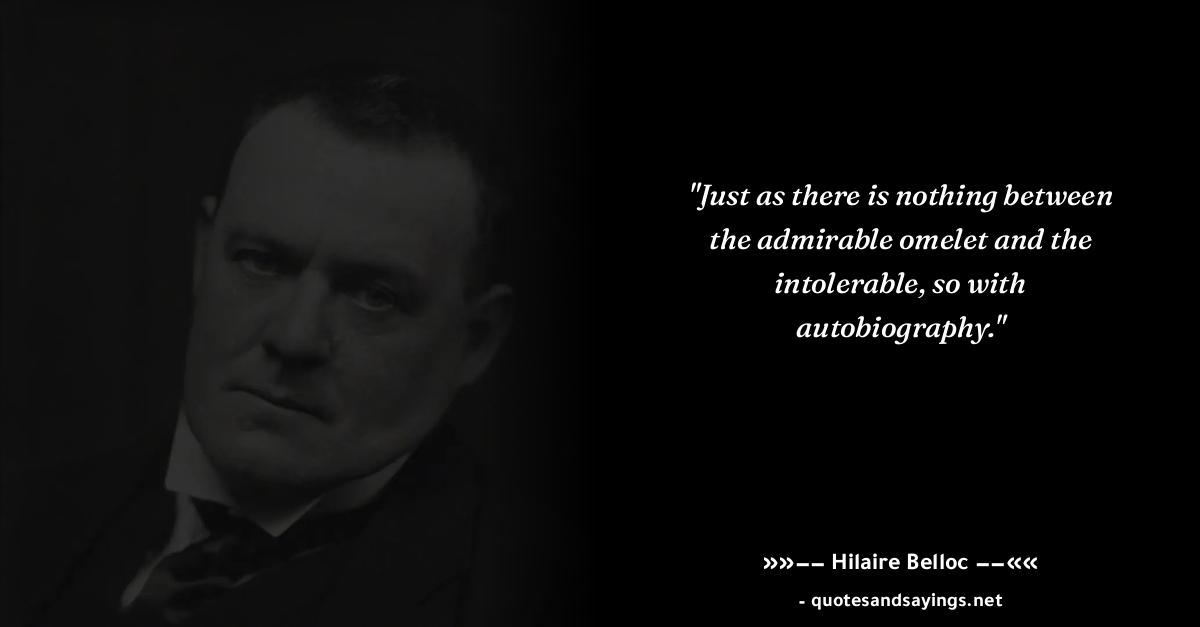 "Just as there is nothing between
the admirable omelet and the
intolerable, so with
autobiography."
»»–– Hilaire Belloc ––««
- quotesandsayings.net